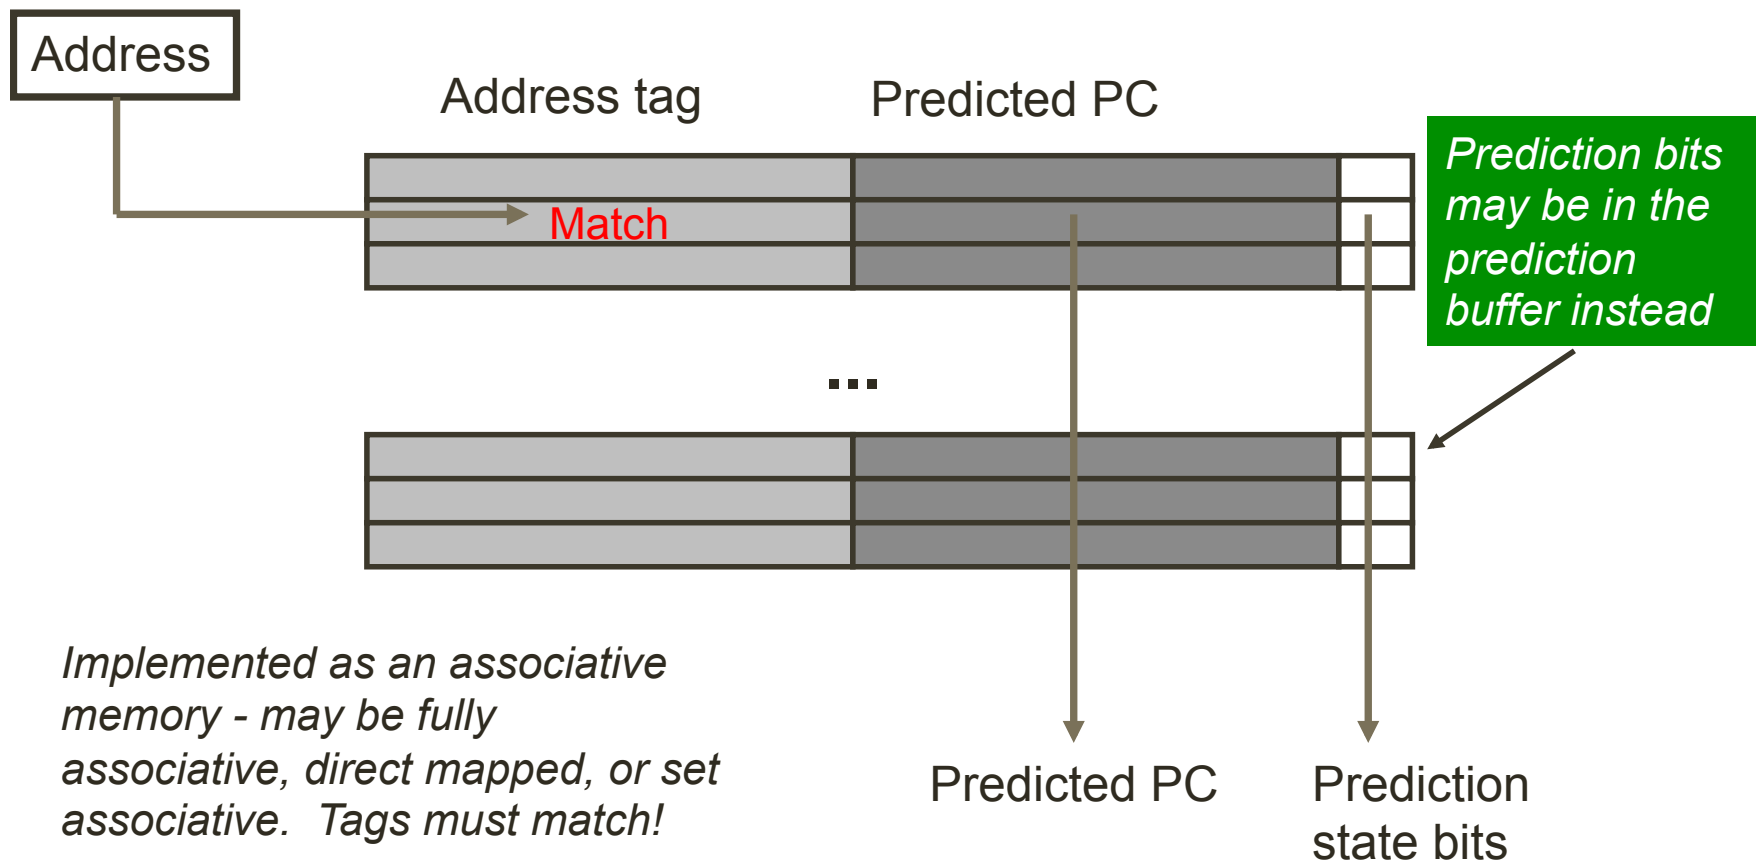 Address
Address tag
Predicted PC
Match
Prediction bits
may be in the
prediction
buffer instead
...
Implemented as an associative
memory - may be fully
associative, direct mapped, or set
associative.  Tags must match!
Predicted PC
Prediction
state bits